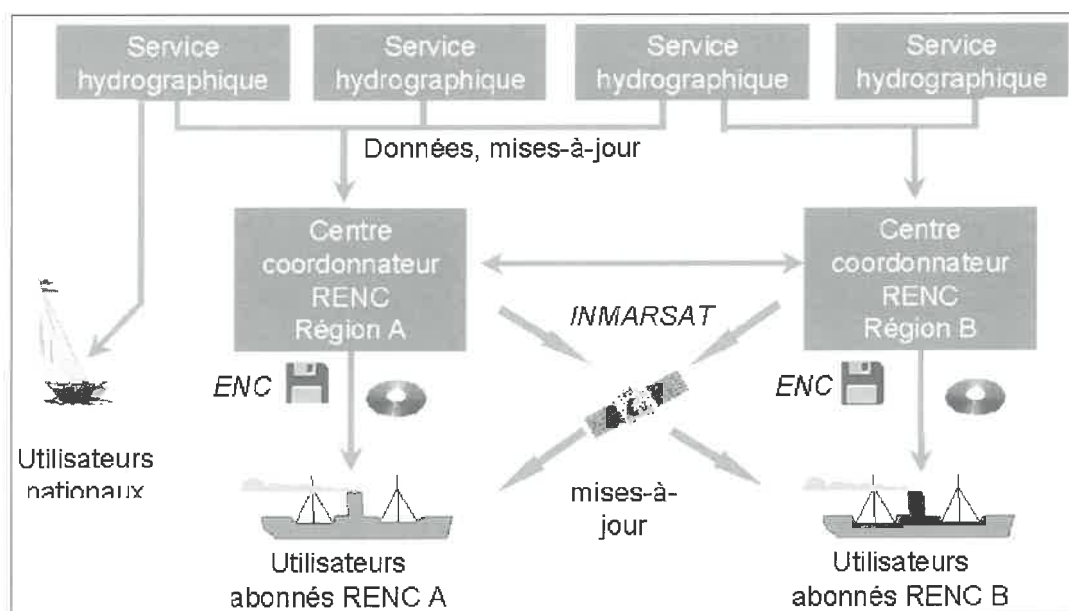 Service
hydrographique
Service
hydrographique
Service
hydrographique
Service
hydrographique
Données, mises-à-jour
Centre
coordonnateur
RENC
Région A
Centre
coordonnateur
RENC
Région B
INMARSAT
ENC
ENC
Utilisateurs
nationaux
mises-à-
jour
Utilisateurs
abonnés RENC A
Utilisateurs
abonnés RENC B